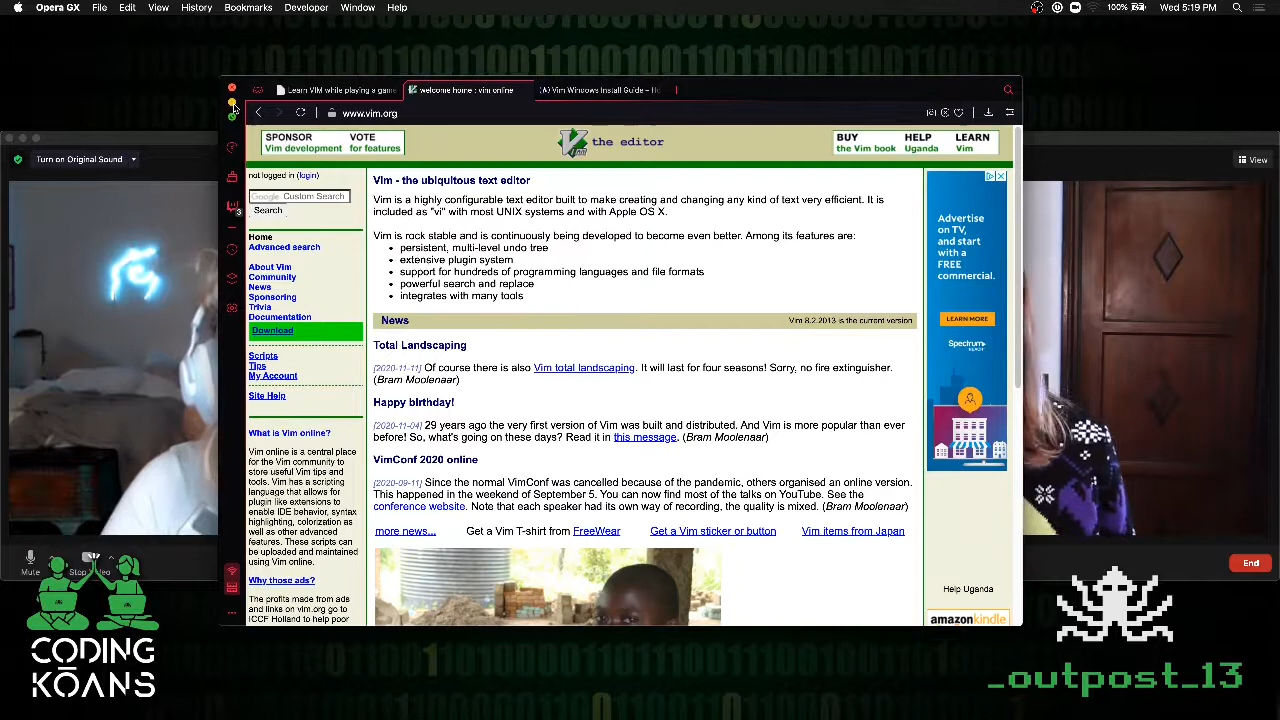 Opera GX File Edit View History Bookmarks Developer Window Help
100% Wed 5:19 PM
Learn VIM while playing a game
welcome home : vim online
Vim Windows Install Guide – Ho
www.vim.org
Turn on Original Sound
View
SPONSOR VOTE
Vim development for features
the editor
BUY HELP LEARN
the Vim book Uganda Vim
not logged in (login)
Google Custom Search
Search
Home
Advanced search
About Vim
Community
News
Sponsoring
Trivia
Documentation
Download
Scripts
Tips
My Account
Site Help
What is Vim online?
Vim online is a central place
for the Vim community to
store useful Vim tips and
tools. Vim has a scripting
language that allows for
plugin like extensions to
enable IDE behavior, syntax
highlighting, colorization
as well as other advanced
features. These scripts can
be uploaded and maintained
using Vim online.
Why those ads?
The profits made from ads
and links on vim.org go to
ICCF Holland to help poor
Vim - the ubiquitous text editor
Vim is a highly configurable text editor built to make creating and changing any kind of text very efficient. It is
included as "vi" with most UNIX systems and with Apple OS X.
Vim is rock stable and is continuously being developed to become even better. Among its features are:
• persistent, multi-level undo tree
• extensive plugin system
• support for hundreds of programming languages and file formats
• powerful search and replace
• integrates with many tools
News
Vim 8.2.2013 is the current version
Total Landscaping
[2020-11-11] Of course there is also Vim total landscaping. It will last for four seasons! Sorry, no fire extinguisher.
(Bram Moolenaar)
Happy birthday!
[2020-11-04] 29 years ago the very first version of Vim was built and distributed. And Vim is more popular than ever
before! So, what's going on these days? Read it in this message. (Bram Moolenaar)
VimConf 2020 online
[2020-09-11] Since the normal VimConf was cancelled because of the pandemic, others organised an online version.
This happened in the weekend of September 5. You can now find most of the talks on YouTube. See the
conference website. Note that each speaker had its own way of recording, the quality is mixed. (Bram Moolenaar)
more news... Get a Vim T-shirt from FreeWear Get a Vim sticker or button Vim items from Japan
Advertise
on TV,
and start
with a
FREE
commercial.
LEARN MORE
Spectrum
REACH
Help Uganda
amazonkindle
Mute
Stop Video
End
CODING
KŌANS
_outpost_13